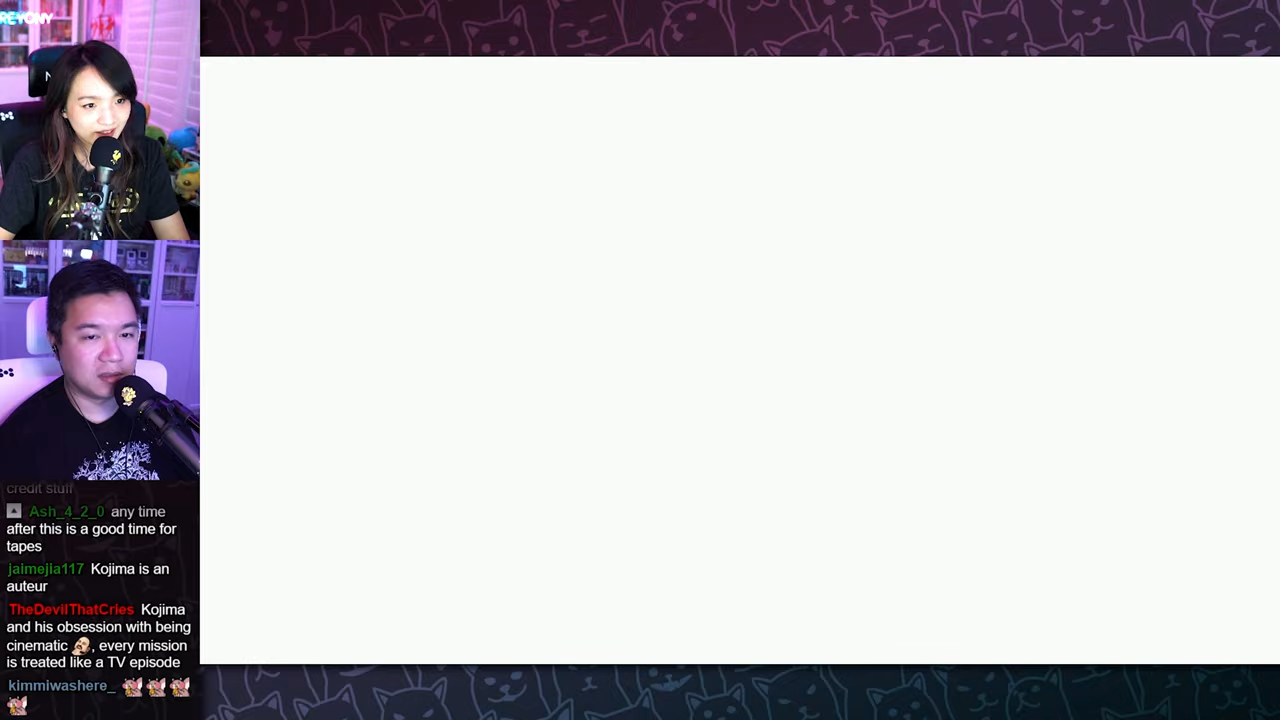 REYONY
credit stuff
Ash_4_2_0 any time
after this is a good time for
tapes
jaimejia117 Kojima is an
auteur
TheDevilThatCries Kojima
and his obsession with being
cinematic , every mission
is treated like a TV episode
kimmiwashere_